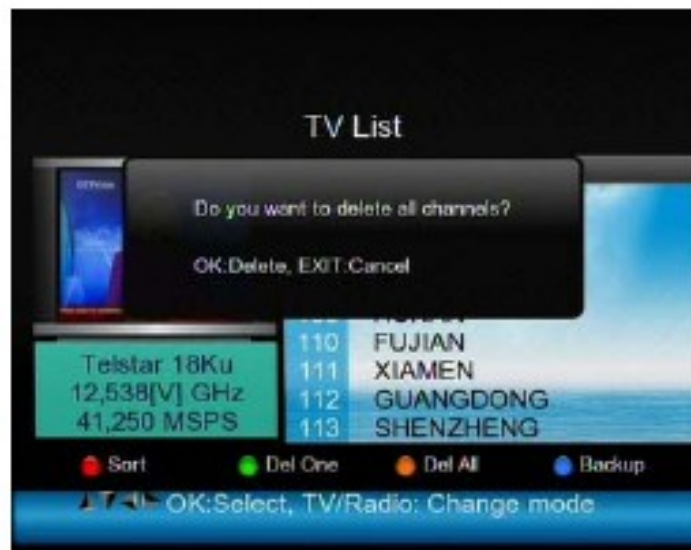 TV List
Do you want to delete all channels?
OK:Delete, EXIT:Cancel
110 FUJIAN
111 XIAMEN
112 GUANGDONG
113 SHENZHENG
Telstar 18Ku
12,538[V] GHz
41,250 MSPS
Sort
Del One
Del All
Backup
OK:Select, TV/Radio: Change mode